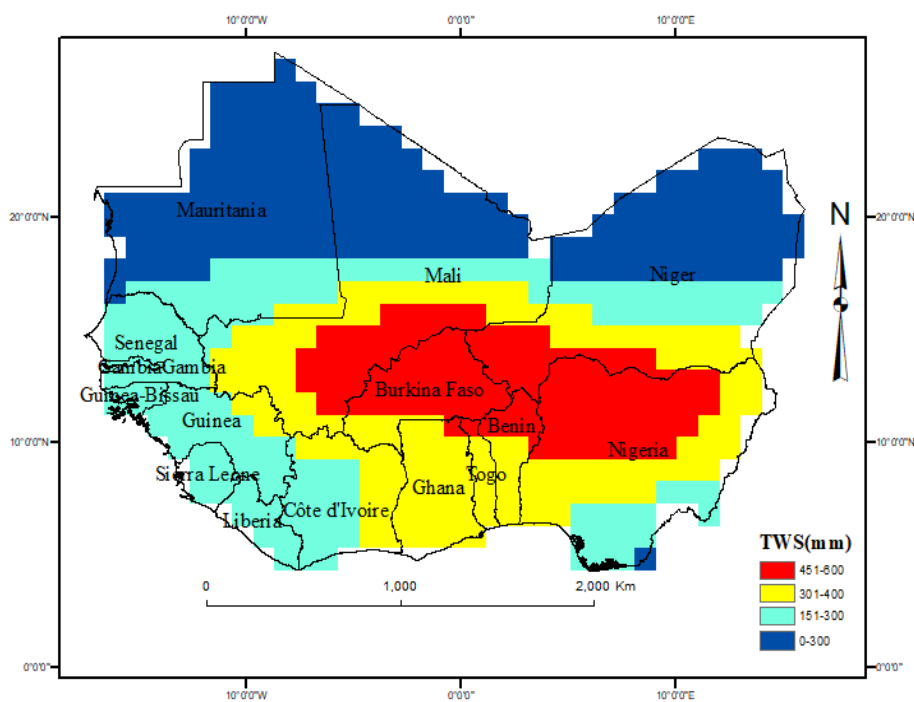 10°0'0"W 0°0'0" 10°0'0"E
N
20°0'0"N 20°0'0"N
Mauritania
Mali
Niger
Senegal
GambiaGambia
Guinea-Bissau
Burkina Faso
Guinea
Benin
10°0'0"N 10°0'0"N
Nigeria
Sierra Leone
Togo
Ghana
Côte d'Ivoire
Liberia
TWS(mm)
451-600
301-400
151-300
0-300
0 1,000 2,000 Km
0°0'0" 0°0'0"
10°0'0"W 0°0'0" 10°0'0"E